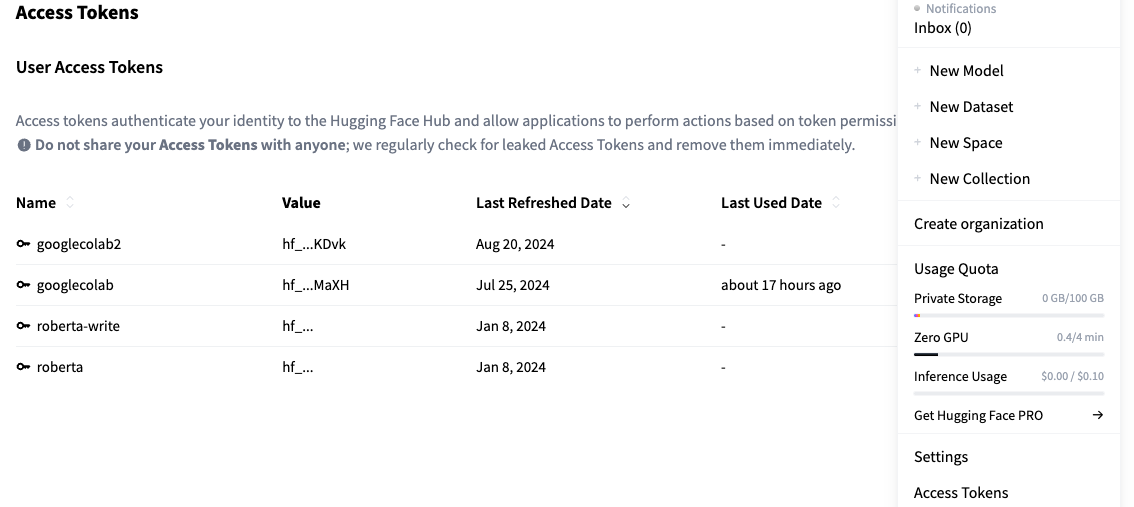 Access Tokens
User Access Tokens
Access tokens authenticate your identity to the Hugging Face Hub and allow applications to perform actions based on token permissi
Do not share your Access Tokens with anyone; we regularly check for leaked Access Tokens and remove them immediately.
Name Value Last Refreshed Date Last Used Date
googlecolab2 hf_...KDvk Aug 20, 2024 -
googlecolab hf_...MaXH Jul 25, 2024 about 17 hours ago
roberta-write hf_... Jan 8, 2024 -
roberta hf_... Jan 8, 2024 -
Notifications
Inbox (0)
+ New Model
+ New Dataset
+ New Space
+ New Collection
Create organization
Usage Quota
Private Storage 0 GB/100 GB
Zero GPU 0.4/4 min
Inference Usage $0.00 / $0.10
Get Hugging Face PRO →
Settings
Access Tokens